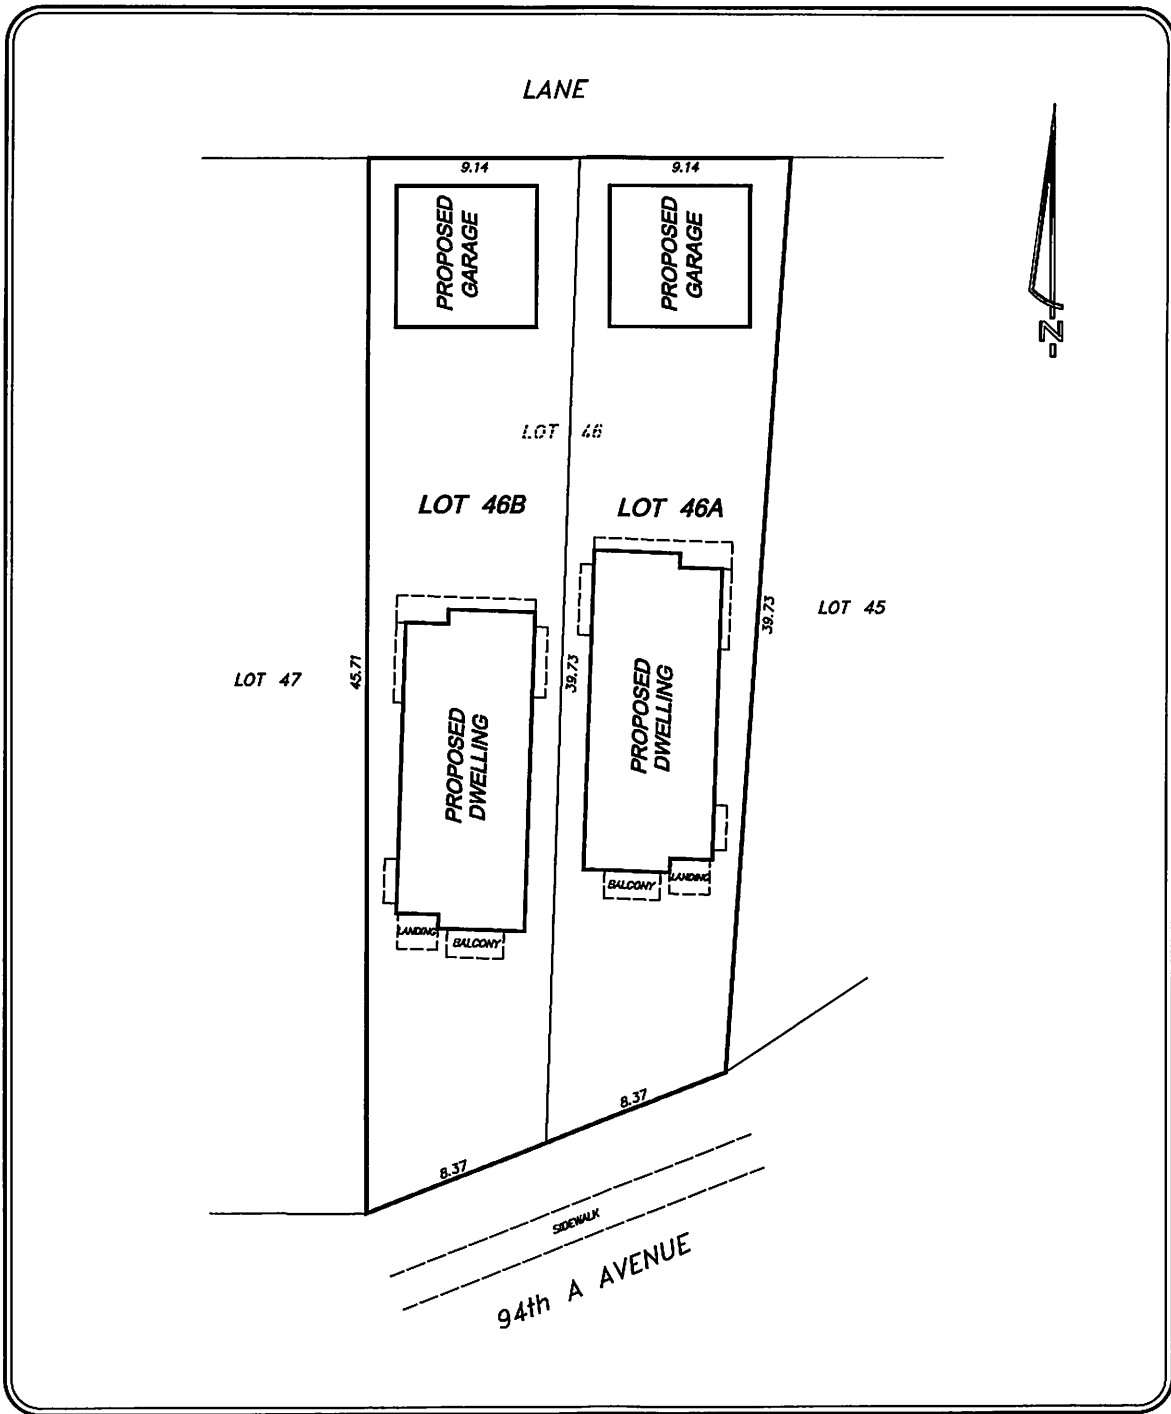 LANE
9.14
9.14
PROPOSED
GARAGE
PROPOSED
GARAGE
-N-
LOT 46
LOT 46B
LOT 46A
LOT 47
45.71
39.73
39.73
LOT 45
PROPOSED
DWELLING
PROPOSED
DWELLING
BALCONY
LANDING
LANDING
BALCONY
8.37
8.37
SIDEWALK
94th A AVENUE